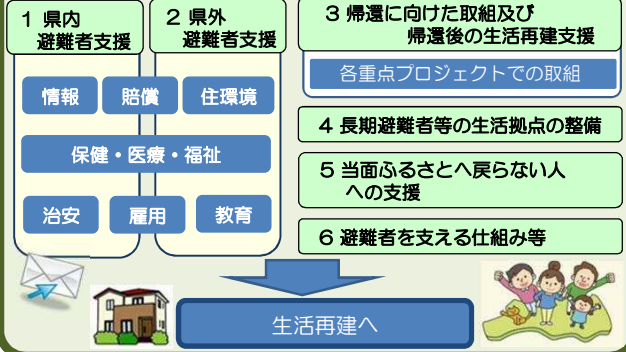 1 県内
避難者支援
2 県外
避難者支援
情報
賠償
住環境
保健・医療・福祉
治安
雇用
教育
3 帰還に向けた取組及び
帰還後の生活再建支援
各重点プロジェクトでの取組
4 長期避難者等の生活拠点の整備
5 当面ふるさとへ戻らない人
への支援
6 避難者を支える仕組み等
生活再建へ